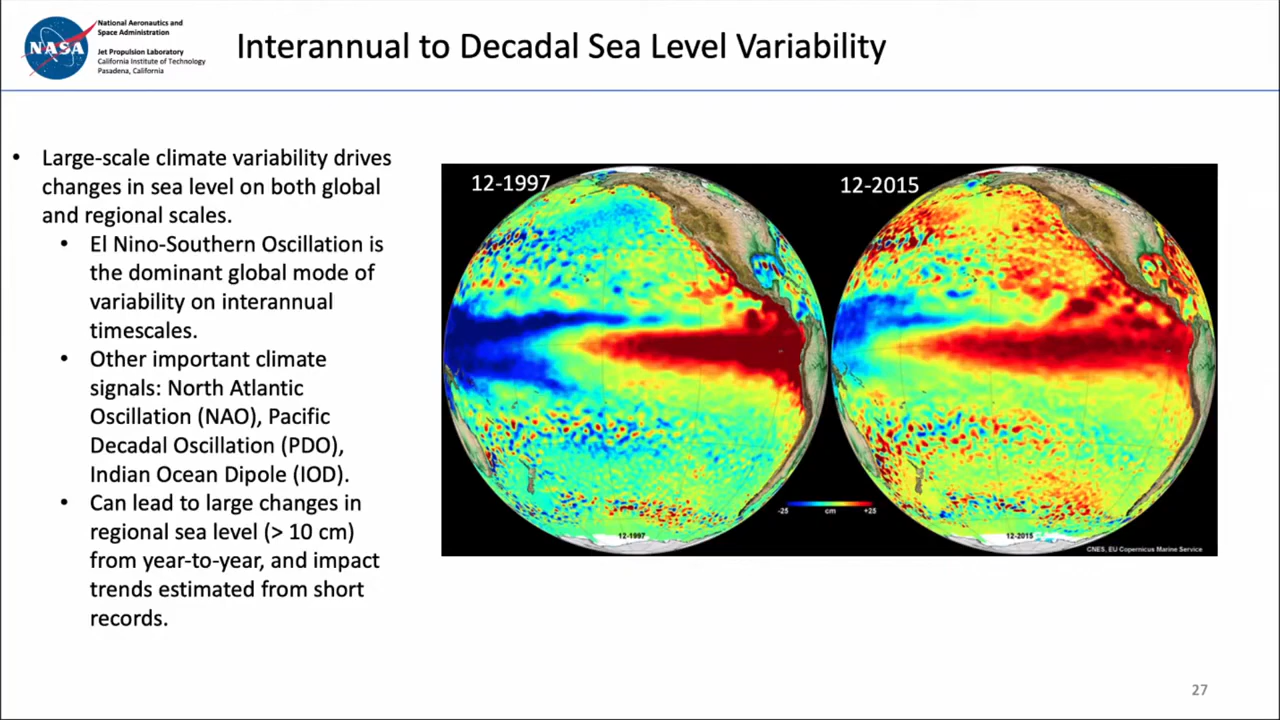 National Aeronautics and
Space Administration
Jet Propulsion Laboratory
California Institute of Technology
Pasadena, California
NASA
Interannual to Decadal Sea Level Variability
• Large-scale climate variability drives
changes in sea level on both global
and regional scales.
• El Nino-Southern Oscillation is
the dominant global mode of
variability on interannual
timescales.
• Other important climate
signals: North Atlantic
Oscillation (NAO), Pacific
Decadal Oscillation (PDO),
Indian Ocean Dipole (IOD).
• Can lead to large changes in
regional sea level (> 10 cm)
from year-to-year, and impact
trends estimated from short
records.
12-1997
12-2015
-25 cm +25
12-1997
12-2015
CNES, EU Copernicus Marine Service
27